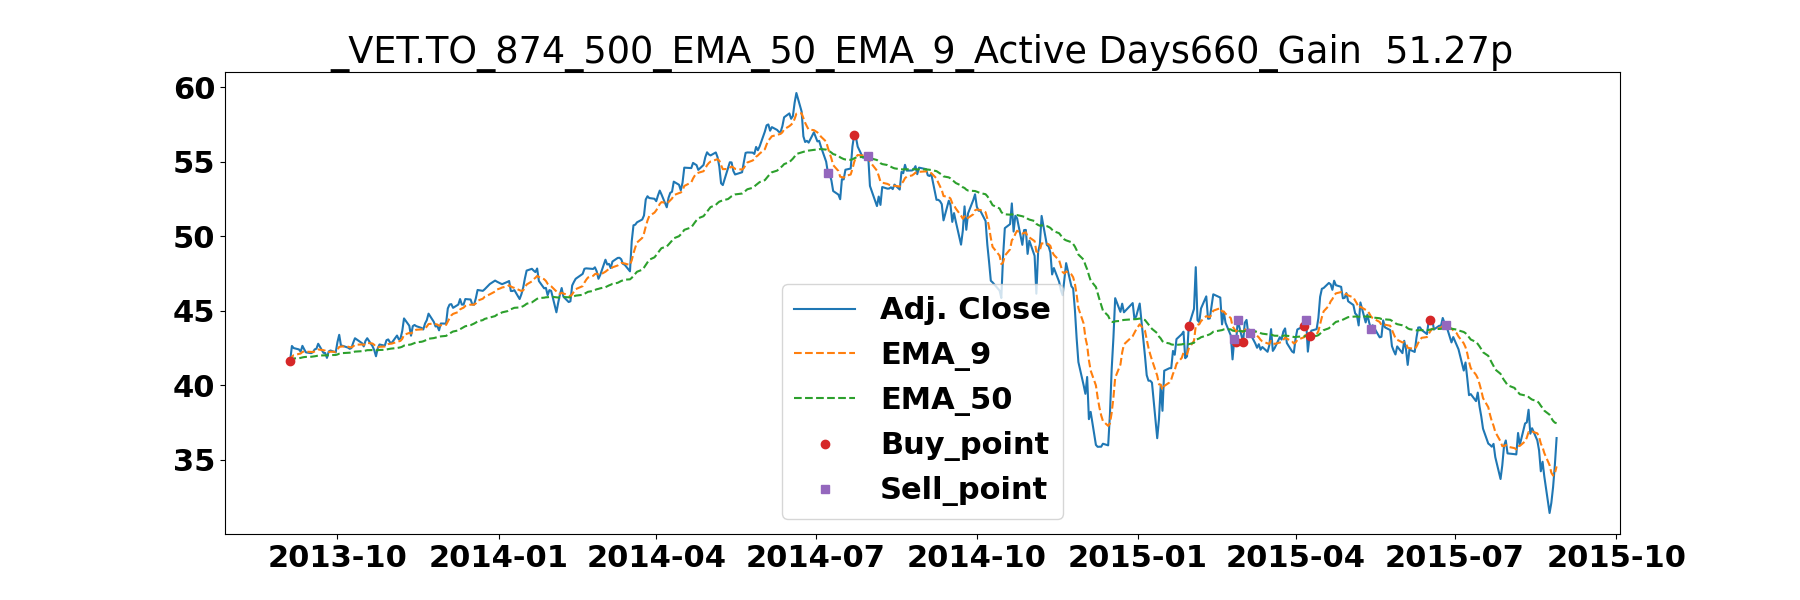 _VET.TO_874_500_EMA_50_EMA_9_Active Days660_Gain  51.27p
60
55
50
45
40
35
Adj. Close
EMA_9
EMA_50
Buy_point
Sell_point
2013-10 2014-01 2014-04 2014-07 2014-10 2015-01 2015-04 2015-07 2015-10